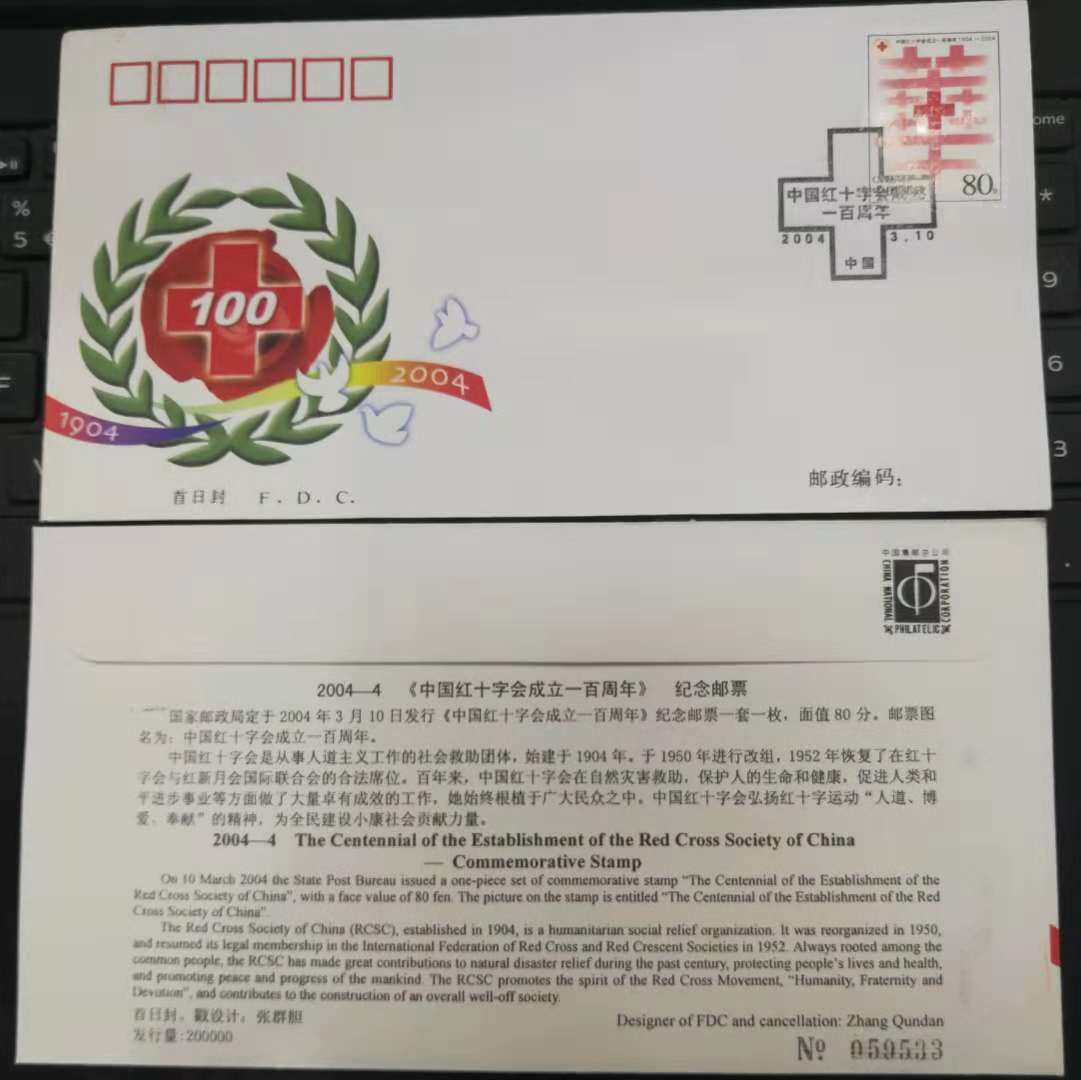 中国红十字会成立一百周年 1904—2004
80分
100
中国红十字会成立
一百周年
2004 3.10
中国
2004
1904
首日封 F.D.C.
邮政编码：
中国集邮总公司
CHINA NATIONAL
PHILATELIC
CORPORATION
2004—4 《中国红十字会成立一百周年》 纪念邮票
国家邮政局定于 2004 年 3 月 10 日发行《中国红十字会成立一百周年》纪念邮票一套一枚，面值 80 分。邮票图
名为：中国红十字会成立一百周年。
中国红十字会是从事人道主义工作的社会救助团体，始建于 1904 年。于 1950 年进行改组，1952 年恢复了在红十
字会与红新月会国际联合会的合法席位。百年来，中国红十字会在自然灾害救助，保护人的生命和健康，促进人类和
平进步事业等方面做了大量卓有成效的工作，她始终根植于广大民众之中。中国红十字会弘扬红十字运动“人道、博
爱、奉献”的精神，为全民建设小康社会贡献力量。
2004—4 The Centennial of the Establishment of the Red Cross Society of China
— Commemorative Stamp
On 10 March 2004 the State Post Bureau issued a one-piece set of commemorative stamp "The Centennial of the Establishment of the
Red Cross Society of China", with a face value of 80 fen. The picture on the stamp is entitled "The Centennial of the Establishment of the Red
Cross Society of China".
The Red Cross Society of China (RCSC), established in 1904, is a humanitarian social relief organization. It was reorganized in 1950,
and resumed its legal membership in the International Federation of Red Cross and Red Crescent Societies in 1952. Always rooted among the
common people, the RCSC has made great contributions to natural disaster relief during the past century, protecting people's lives and health,
and promoting peace and progress of the mankind. The RCSC promotes the spirit of the Red Cross Movement, "Humanity, Fraternity and
Devotion", and contributes to the construction of an overall well-off society.
首日封、戳设计：张群胆
Designer of FDC and cancellation: Zhang Qundan
发行量：200000
№ 059533